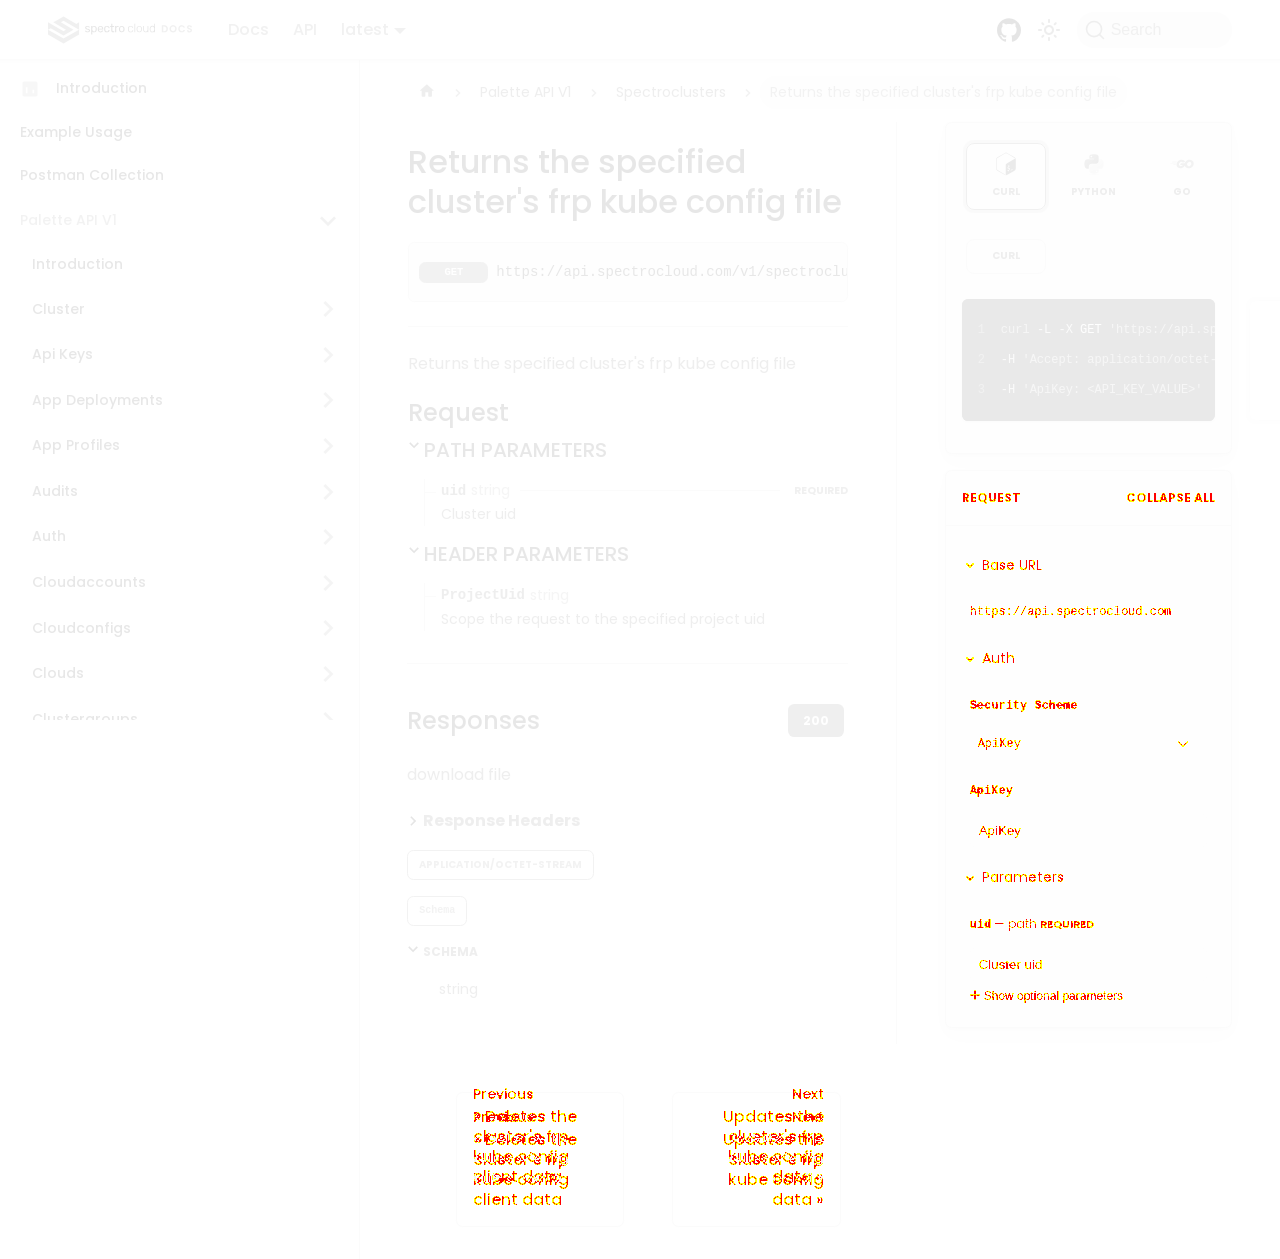 spectro cloud DOCS Docs API latest Search
Introduction
Example Usage
Postman Collection
Palette API V1
Introduction
Cluster
Api Keys
App Deployments
App Profiles
Audits
Auth
Cloudaccounts
Cloudconfigs
Clouds
Clustergroups
Palette API V1 Spectroclusters Returns the specified cluster's frp kube config file
Returns the specified
cluster's frp kube config file
GET https://api.spectrocloud.com/v1/spectroclu
Returns the specified cluster's frp kube config file
Request
PATH PARAMETERS
uid string REQUIRED
Cluster uid
HEADER PARAMETERS
ProjectUid string
Scope the request to the specified project uid
Responses 200
download file
Response Headers
APPLICATION/OCTET-STREAM
Schema
SCHEMA
string
CURL PYTHON GO
CURL
1 curl -L -X GET 'https://api.sp
2 -H 'Accept: application/octet-
3 -H 'ApiKey: <API_KEY_VALUE>'
REQUEST COLLAPSE ALL
Base URL
https://api.spectrocloud.com
Auth
Security Scheme
ApiKey
ApiKey
ApiKey
Parameters
uid — path REQUIRED
Cluster uid
Show optional parameters
Previous
« Deletes the
cluster's frp
kube config
client data
Next
Updates the
cluster's frp
kube config
data »